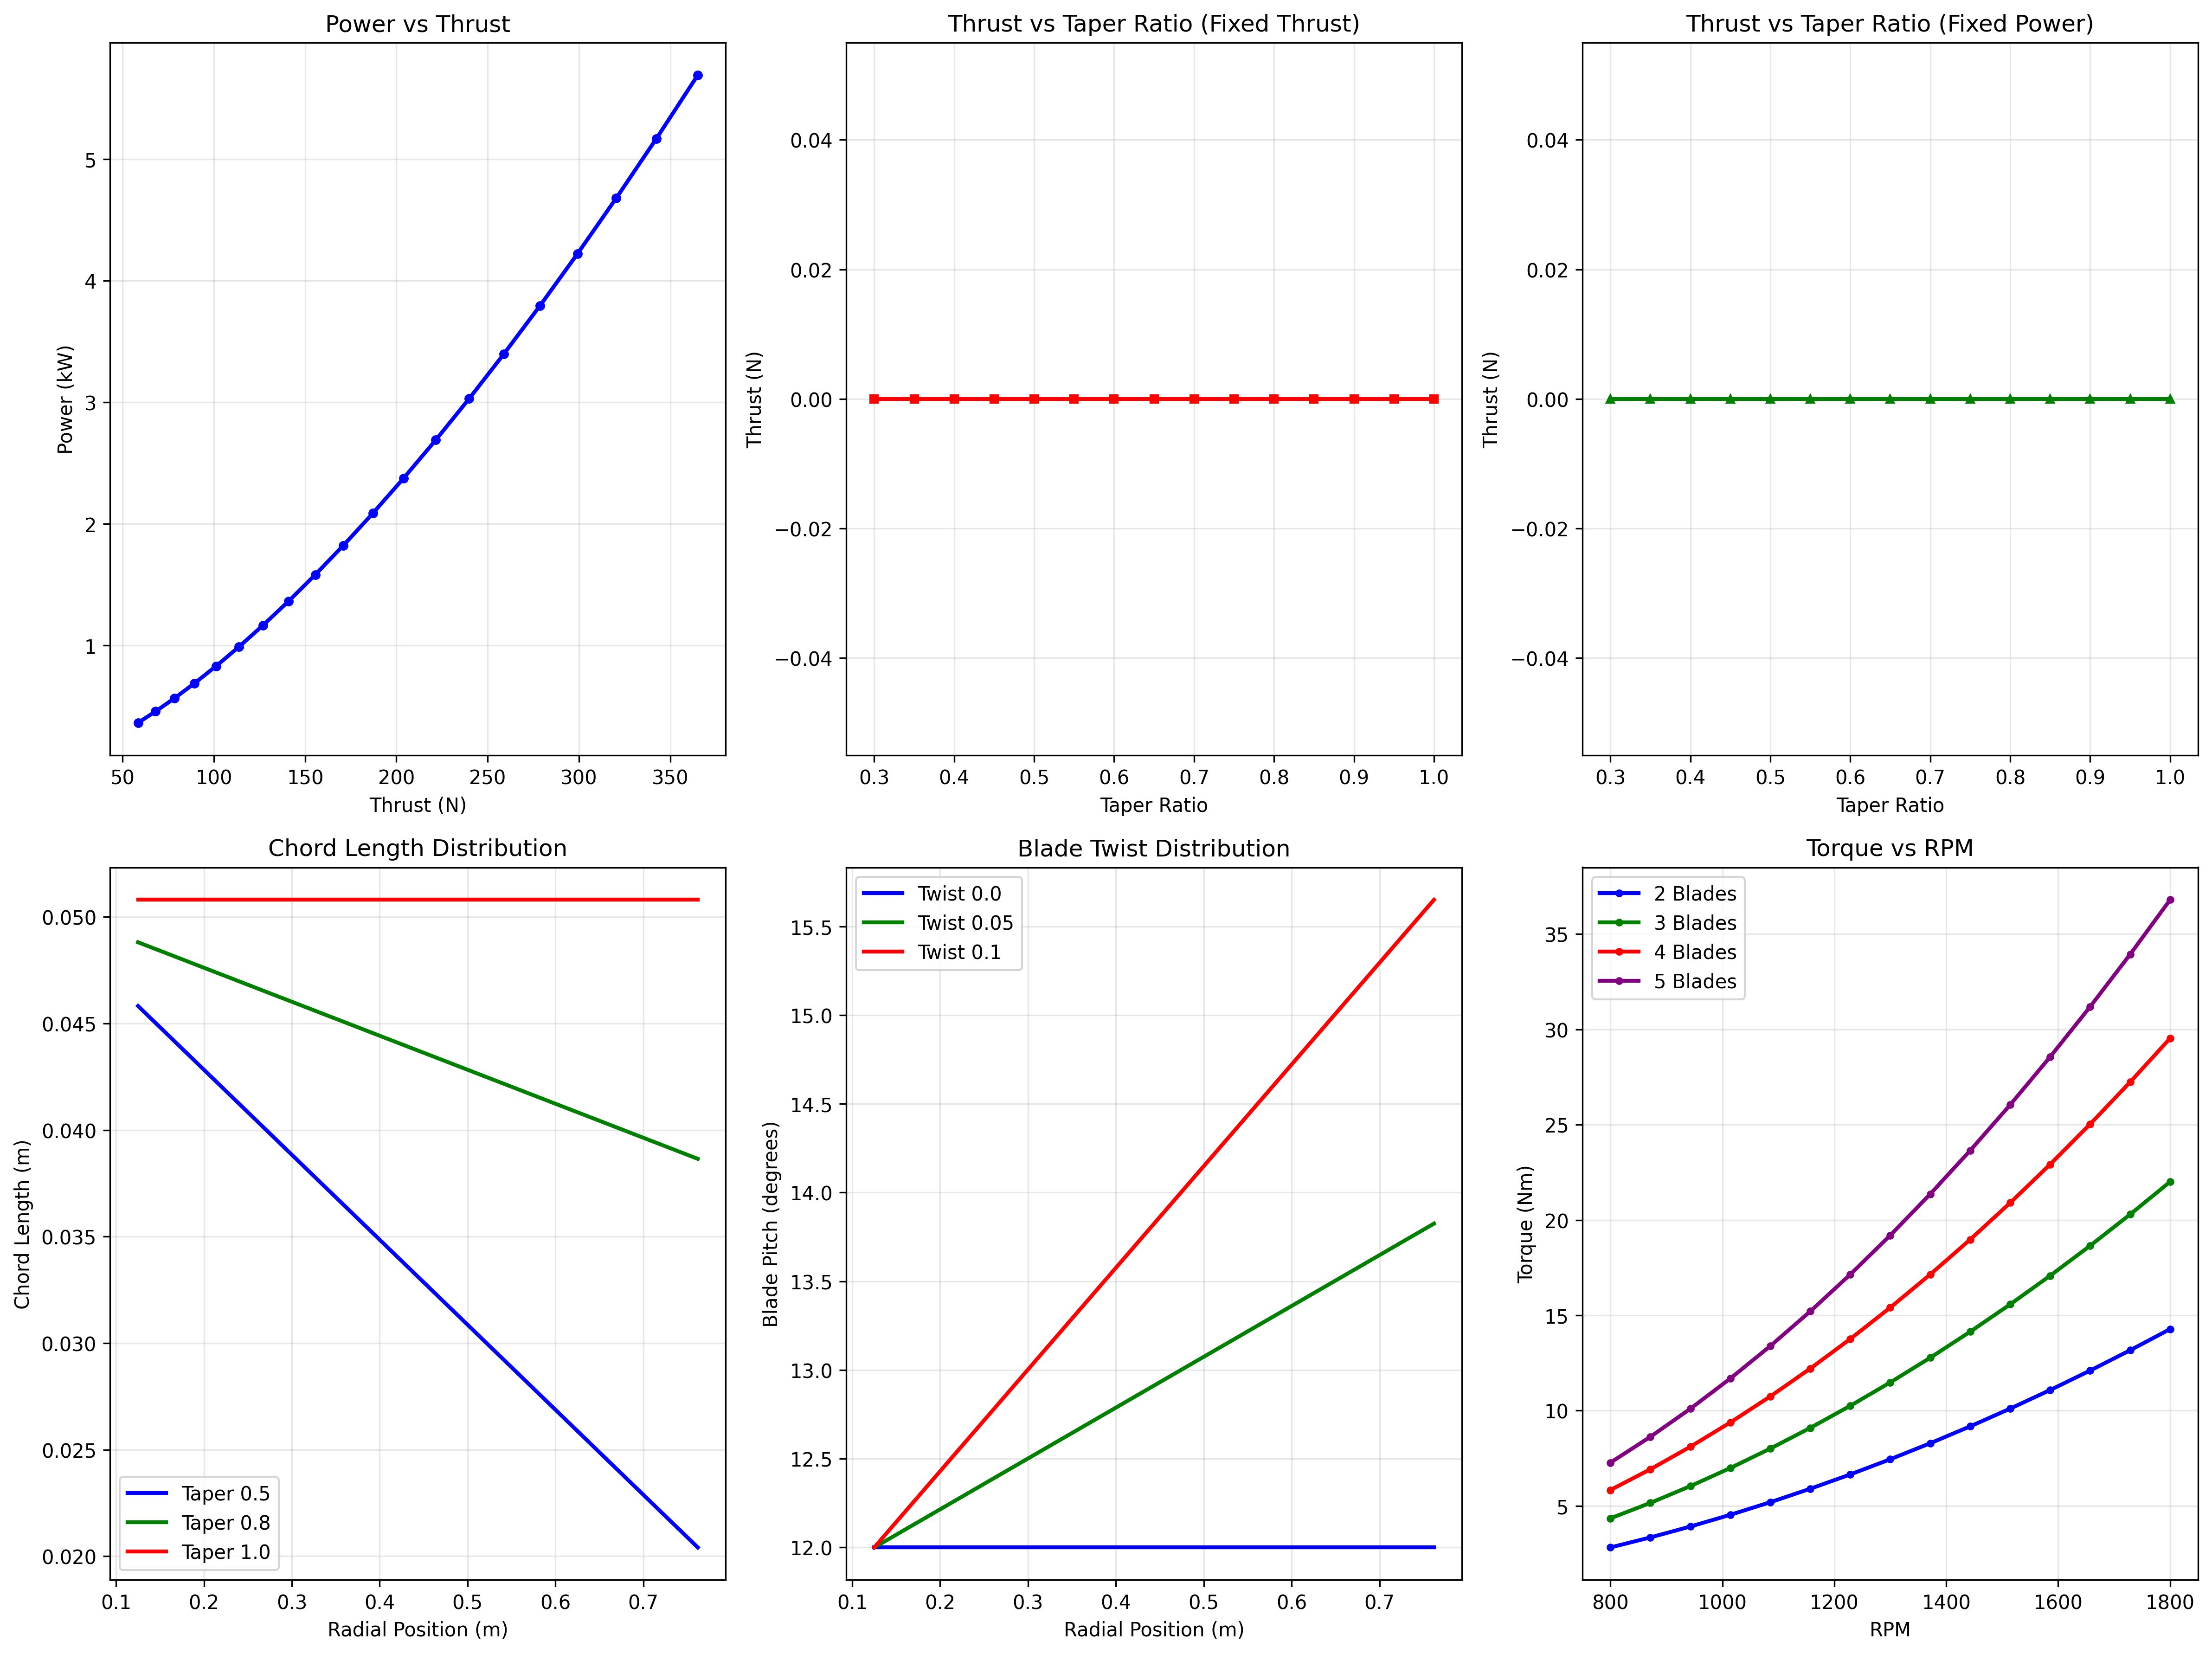 Power vs Thrust
Power (kW)
5
4
3
2
1
50 100 150 200 250 300 350
Thrust (N)
Thrust vs Taper Ratio (Fixed Thrust)
Thrust (N)
0.04
0.02
0.00
−0.02
−0.04
0.3 0.4 0.5 0.6 0.7 0.8 0.9 1.0
Taper Ratio
Thrust vs Taper Ratio (Fixed Power)
Thrust (N)
0.04
0.02
0.00
−0.02
−0.04
0.3 0.4 0.5 0.6 0.7 0.8 0.9 1.0
Taper Ratio
Chord Length Distribution
Chord Length (m)
0.050
0.045
0.040
0.035
0.030
0.025
0.020
Taper 0.5
Taper 0.8
Taper 1.0
0.1 0.2 0.3 0.4 0.5 0.6 0.7
Radial Position (m)
Blade Twist Distribution
Blade Pitch (degrees)
15.5
15.0
14.5
14.0
13.5
13.0
12.5
12.0
Twist 0.0
Twist 0.05
Twist 0.1
0.1 0.2 0.3 0.4 0.5 0.6 0.7
Radial Position (m)
Torque vs RPM
Torque (Nm)
35
30
25
20
15
10
5
2 Blades
3 Blades
4 Blades
5 Blades
800 1000 1200 1400 1600 1800
RPM